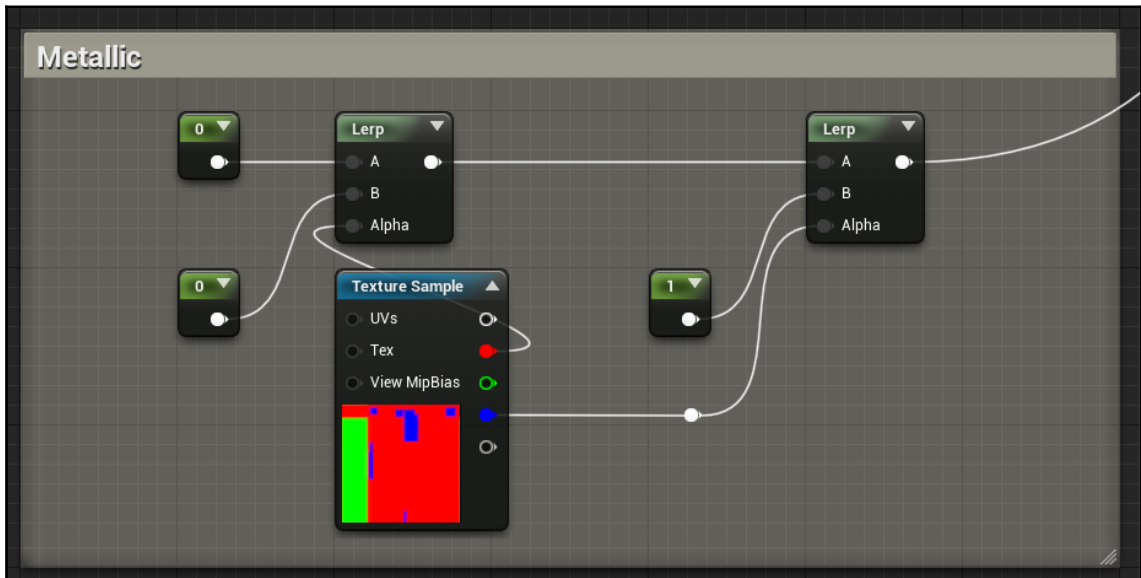 Metallic
0
Lerp
A
B
Alpha
0
Texture Sample
UVs
Tex
View MipBias
1
Lerp
A
B
Alpha